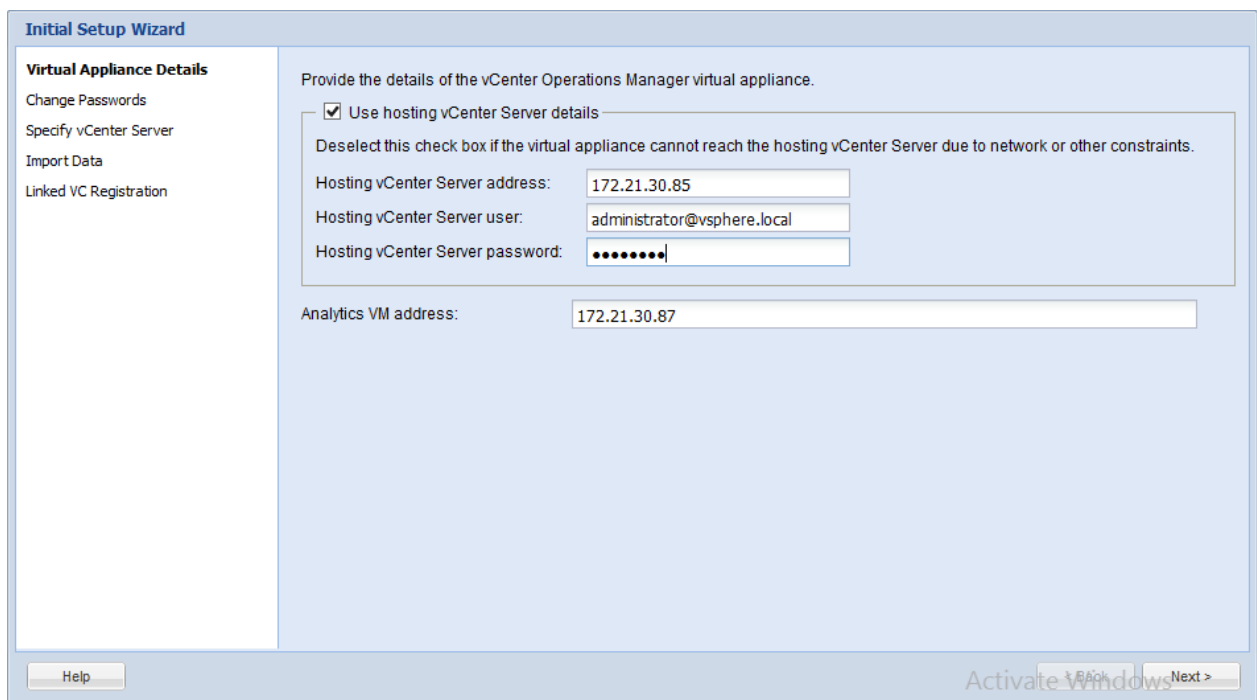 Initial Setup Wizard
Virtual Appliance Details
Change Passwords
Specify vCenter Server
Import Data
Linked VC Registration
Provide the details of the vCenter Operations Manager virtual appliance.
Use hosting vCenter Server details
Deselect this check box if the virtual appliance cannot reach the hosting vCenter Server due to network or other constraints.
Hosting vCenter Server address: 172.21.30.85
Hosting vCenter Server user: administrator@vsphere.local
Hosting vCenter Server password: ••••••••
Analytics VM address: 172.21.30.87
Help
< Back
Next >
Activate Windows